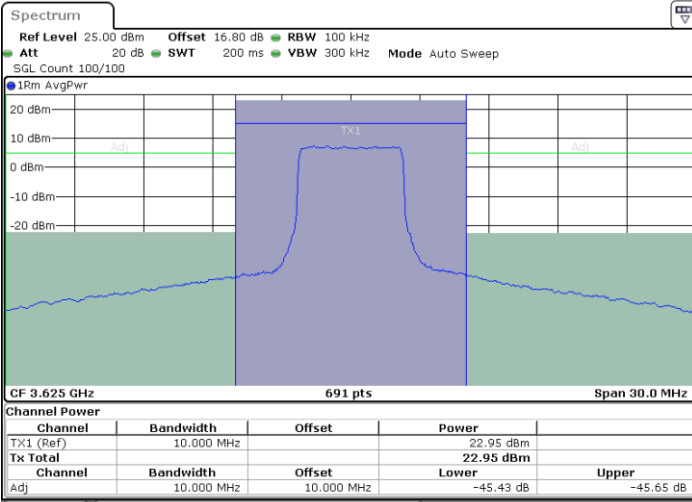 Spectrum
Ref Level 25.00 dBm Offset 16.80 dB RBW 100 kHz
Att 20 dB SWT 200 ms VBW 300 kHz Mode Auto Sweep
SGL Count 100/100
1Rm AvgPwr
20 dBm
TX1
10 dBm
Adj Adj
0 dBm
-10 dBm
-20 dBm
CF 3.625 GHz 691 pts Span 30.0 MHz
Channel Power
Channel Bandwidth Offset Power
TX1 (Ref) 10.000 MHz 22.95 dBm
Tx Total 22.95 dBm
Channel Bandwidth Offset Lower Upper
Adj 10.000 MHz 10.000 MHz -45.43 dB -45.65 dB